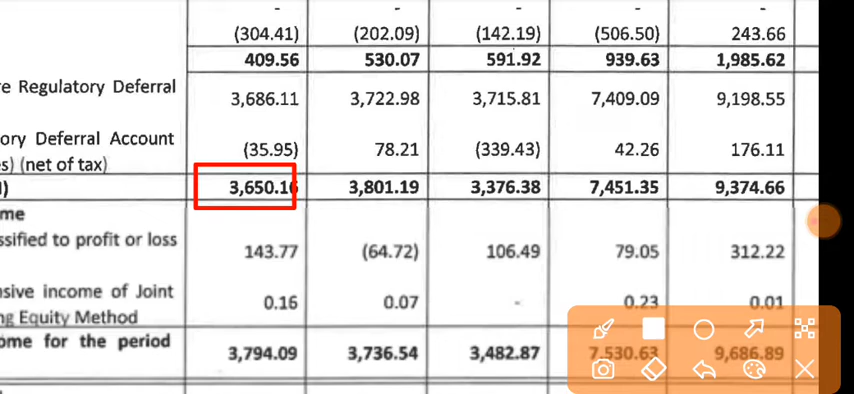 - - - - -
(304.41) (202.09) (142.19) (506.50) 243.66
409.56 530.07 591.92 939.63 1,985.62
re Regulatory Deferral
3,686.11 3,722.98 3,715.81 7,409.09 9,198.55
ory Deferral Account
(35.95) 78.21 (339.43) 42.26 176.11
s) (net of tax)
) 3,650.16 3,801.19 3,376.38 7,451.35 9,374.66
me
ssified to profit or loss
143.77 (64.72) 106.49 79.05 312.22
nsive income of Joint
0.16 0.07 - 0.23 0.01
ng Equity Method
ome for the period
3,794.09 3,736.54 3,482.87 7,530.63 9,686.89